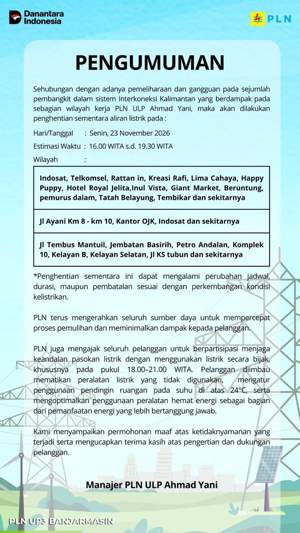 Danantara
Indonesia
PLN
PENGUMUMAN
Sehubungan dengan adanya pemeliharaan dan gangguan pada sejumlah
pembangkit dalam sistem Interkoneksi Kalimantan yang berdampak pada
sebagian wilayah kerja PLN ULP Ahmad Yani, maka akan dilakukan
penghentian sementara aliran listrik pada :
Hari/Tanggal : Senin, 23 November 2026
Estimasi Waktu : 16.00 WITA s.d. 19.30 WITA
Wilayah :
Indosat, Telkomsel, Rattan in, Kreasi Rafi, Lima Cahaya, Happy
Puppy, Hotel Royal Jelita,Inul Vista, Giant Market, Beruntung,
pemurus dalam, Tatah Belayung, Tembikar dan sekitarnya
Jl Ayani Km 8 - km 10, Kantor OJK, Indosat dan sekitarnya
Jl Tembus Mantuil, Jembatan Basirih, Petro Andalan, Komplek
10, Kelayan B, Kelayan Selatan, Jl KS tubun dan sekitarnya
*Penghentian sementara ini dapat mengalami perubahan jadwal,
durasi, maupun pembatalan sesuai dengan perkembangan kondisi
kelistrikan.
PLN terus mengerahkan seluruh sumber daya untuk mempercepat
proses pemulihan dan meminimalkan dampak kepada pelanggan.
PLN juga mengajak seluruh pelanggan untuk berpartisipasi menjaga
keandalan pasokan listrik dengan menggunakan listrik secara bijak,
khususnya pada pukul 18.00–21.00 WITA. Pelanggan diimbau
mematikan peralatan listrik yang tidak digunakan, mengatur
penggunaan pendingin ruangan pada suhu di atas 24°C, serta
mengoptimalkan penggunaan peralatan hemat energi sebagai bagian
dari pemanfaatan energi yang lebih bertanggung jawab.
Kami menyampaikan permohonan maaf atas ketidaknyamanan yang
terjadi serta mengucapkan terima kasih atas pengertian dan dukungan
pelanggan.
Manajer PLN ULP Ahmad Yani
PLN UP3 BANJARMASIN